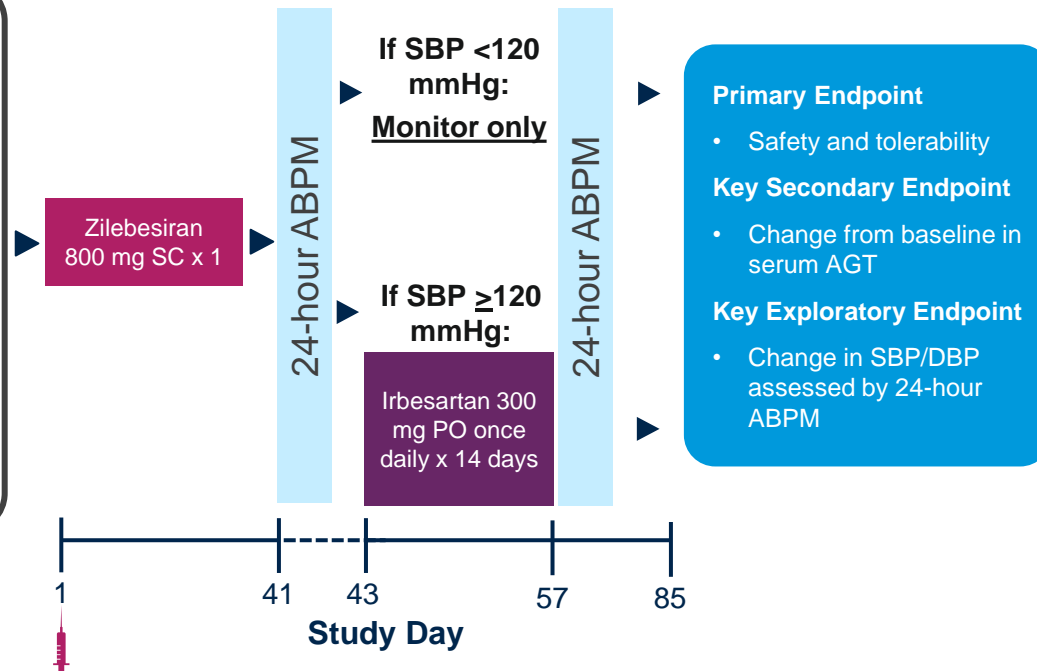 Zilebesiran
800 mg SC x 1
24-hour ABPM
If SBP <120
mmHg:
Monitor only
If SBP ≥120
mmHg:
Irbesartan 300
mg PO once
daily x 14 days
24-hour ABPM
Primary Endpoint
• Safety and tolerability
Key Secondary Endpoint
• Change from baseline in
serum AGT
Key Exploratory Endpoint
• Change in SBP/DBP
assessed by 24-hour
ABPM
1
41
43
57
85
Study Day